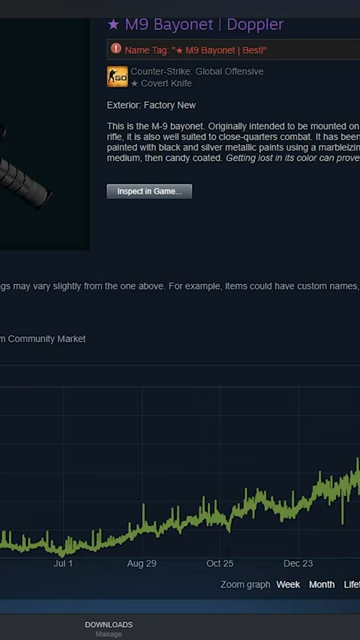 ★ M9 Bayonet | Doppler
Name Tag: "★ M9 Bayonet | Besti"
GO
Counter-Strike: Global Offensive
★ Covert Knife
Exterior: Factory New
This is the M-9 bayonet. Originally intended to be mounted on
rifle, it is also well suited to close-quarters combat. It has been
painted with black and silver metallic paints using a marbleizin
medium, then candy coated. Getting lost in its color can prove
Inspect in Game...
gs may vary slightly from the one above. For example, items could have custom names,
m Community Market
Jul 1 Aug 29 Oct 25 Dec 23
Zoom graph Week Month Life
DOWNLOADS
Manage